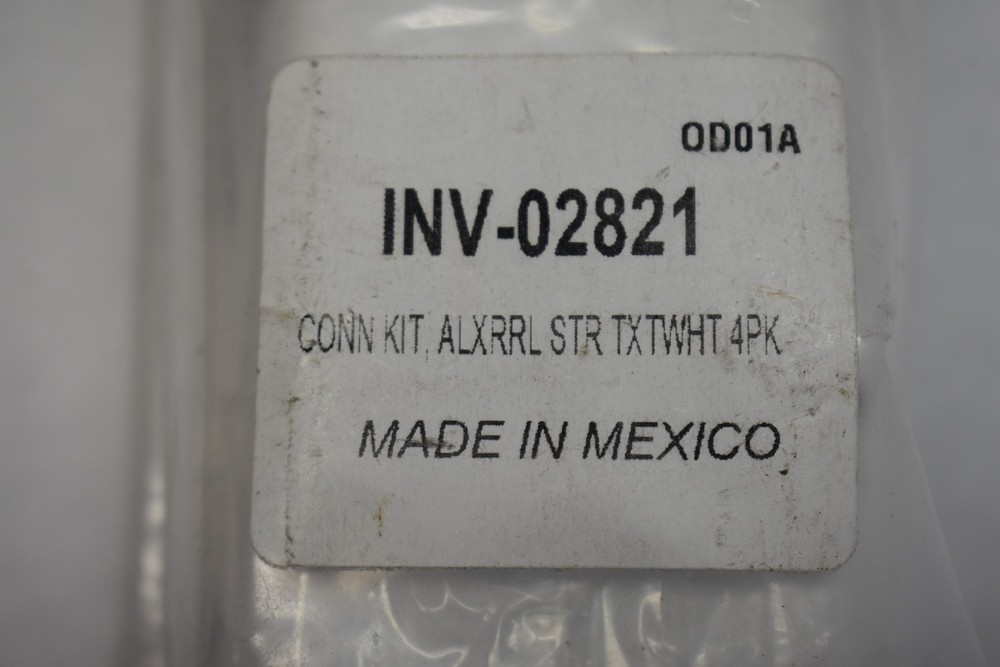 OD01A
INV-02821
CONN KIT, ALXRRL STR TXTWHT 4PK
MADE IN MEXICO